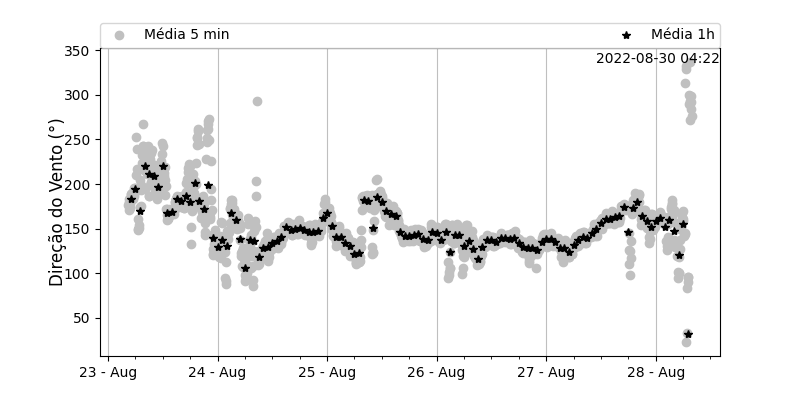 Média 5 min
Média 1h
2022-08-30 04:22
Direção do Vento (°)
350
300
250
200
150
100
50
23 - Aug
24 - Aug
25 - Aug
26 - Aug
27 - Aug
28 - Aug